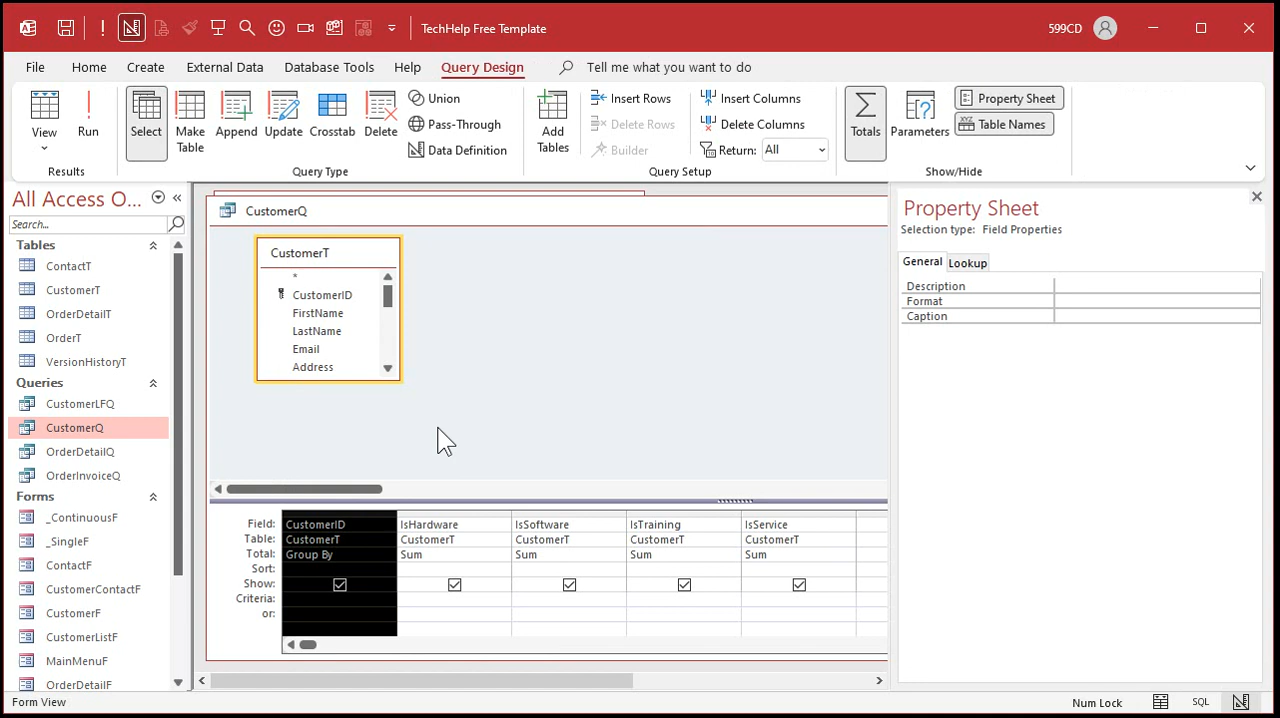 TechHelp Free Template
599CD
File Home Create External Data Database Tools Help Query Design Tell me what you want to do
View
Run
Results
Select
Make Table
Append
Update
Crosstab
Delete
Union
Pass-Through
Data Definition
Query Type
Add Tables
Insert Rows
Delete Rows
Builder
Insert Columns
Delete Columns
Return: All
Query Setup
Totals
Parameters
Property Sheet
Table Names
Show/Hide
All Access O...
Search...
Tables
ContactT
CustomerT
OrderDetailT
OrderT
VersionHistoryT
Queries
CustomerLFQ
CustomerQ
OrderDetailQ
OrderInvoiceQ
Forms
_ContinuousF
_SingleF
ContactF
CustomerContactF
CustomerF
CustomerListF
MainMenuF
OrderDetailF
CustomerQ
CustomerT
*
CustomerID
FirstName
LastName
Email
Address
Field: CustomerID IsHardware IsSoftware IsTraining IsService
Table: CustomerT CustomerT CustomerT CustomerT CustomerT
Total: Group By Sum Sum Sum Sum
Sort:
Show:
Criteria:
or:
Property Sheet
Selection type: Field Properties
General Lookup
Description
Format
Caption
Form View
Num Lock
SQL